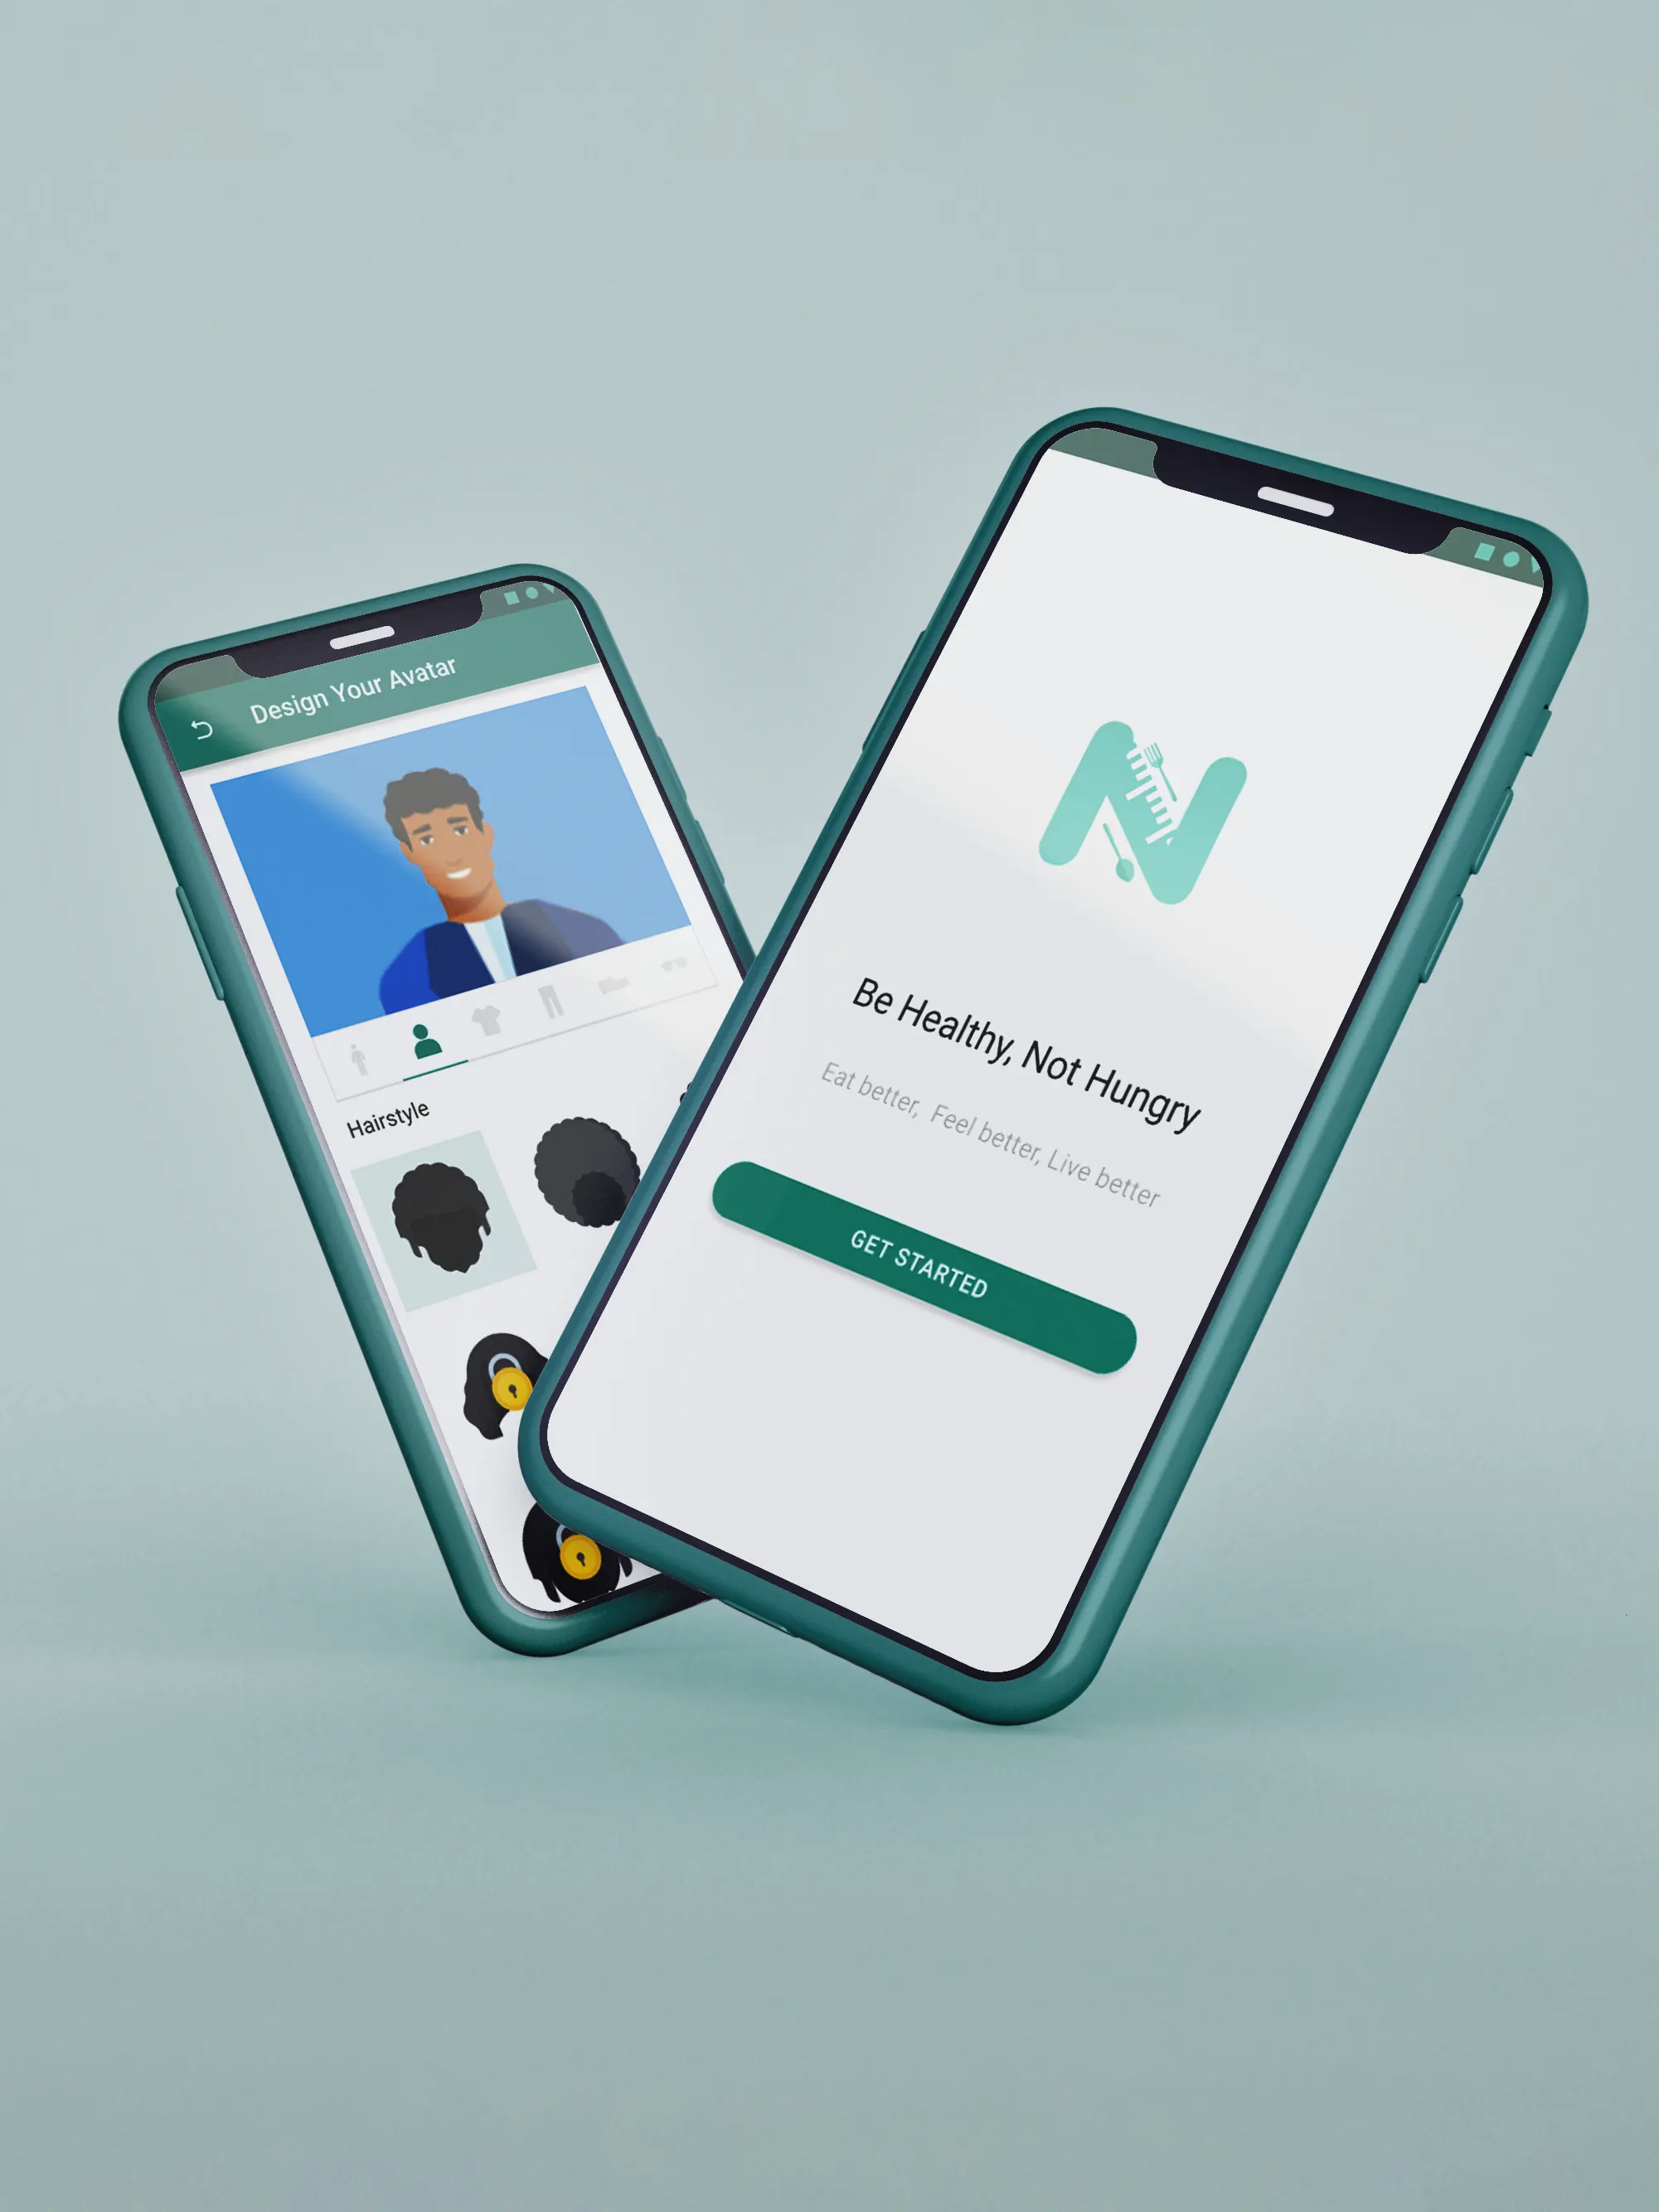 Design Your Avatar
Hairstyle
N
Be Healthy, Not Hungry
Eat better, Feel better, Live better
GET STARTED